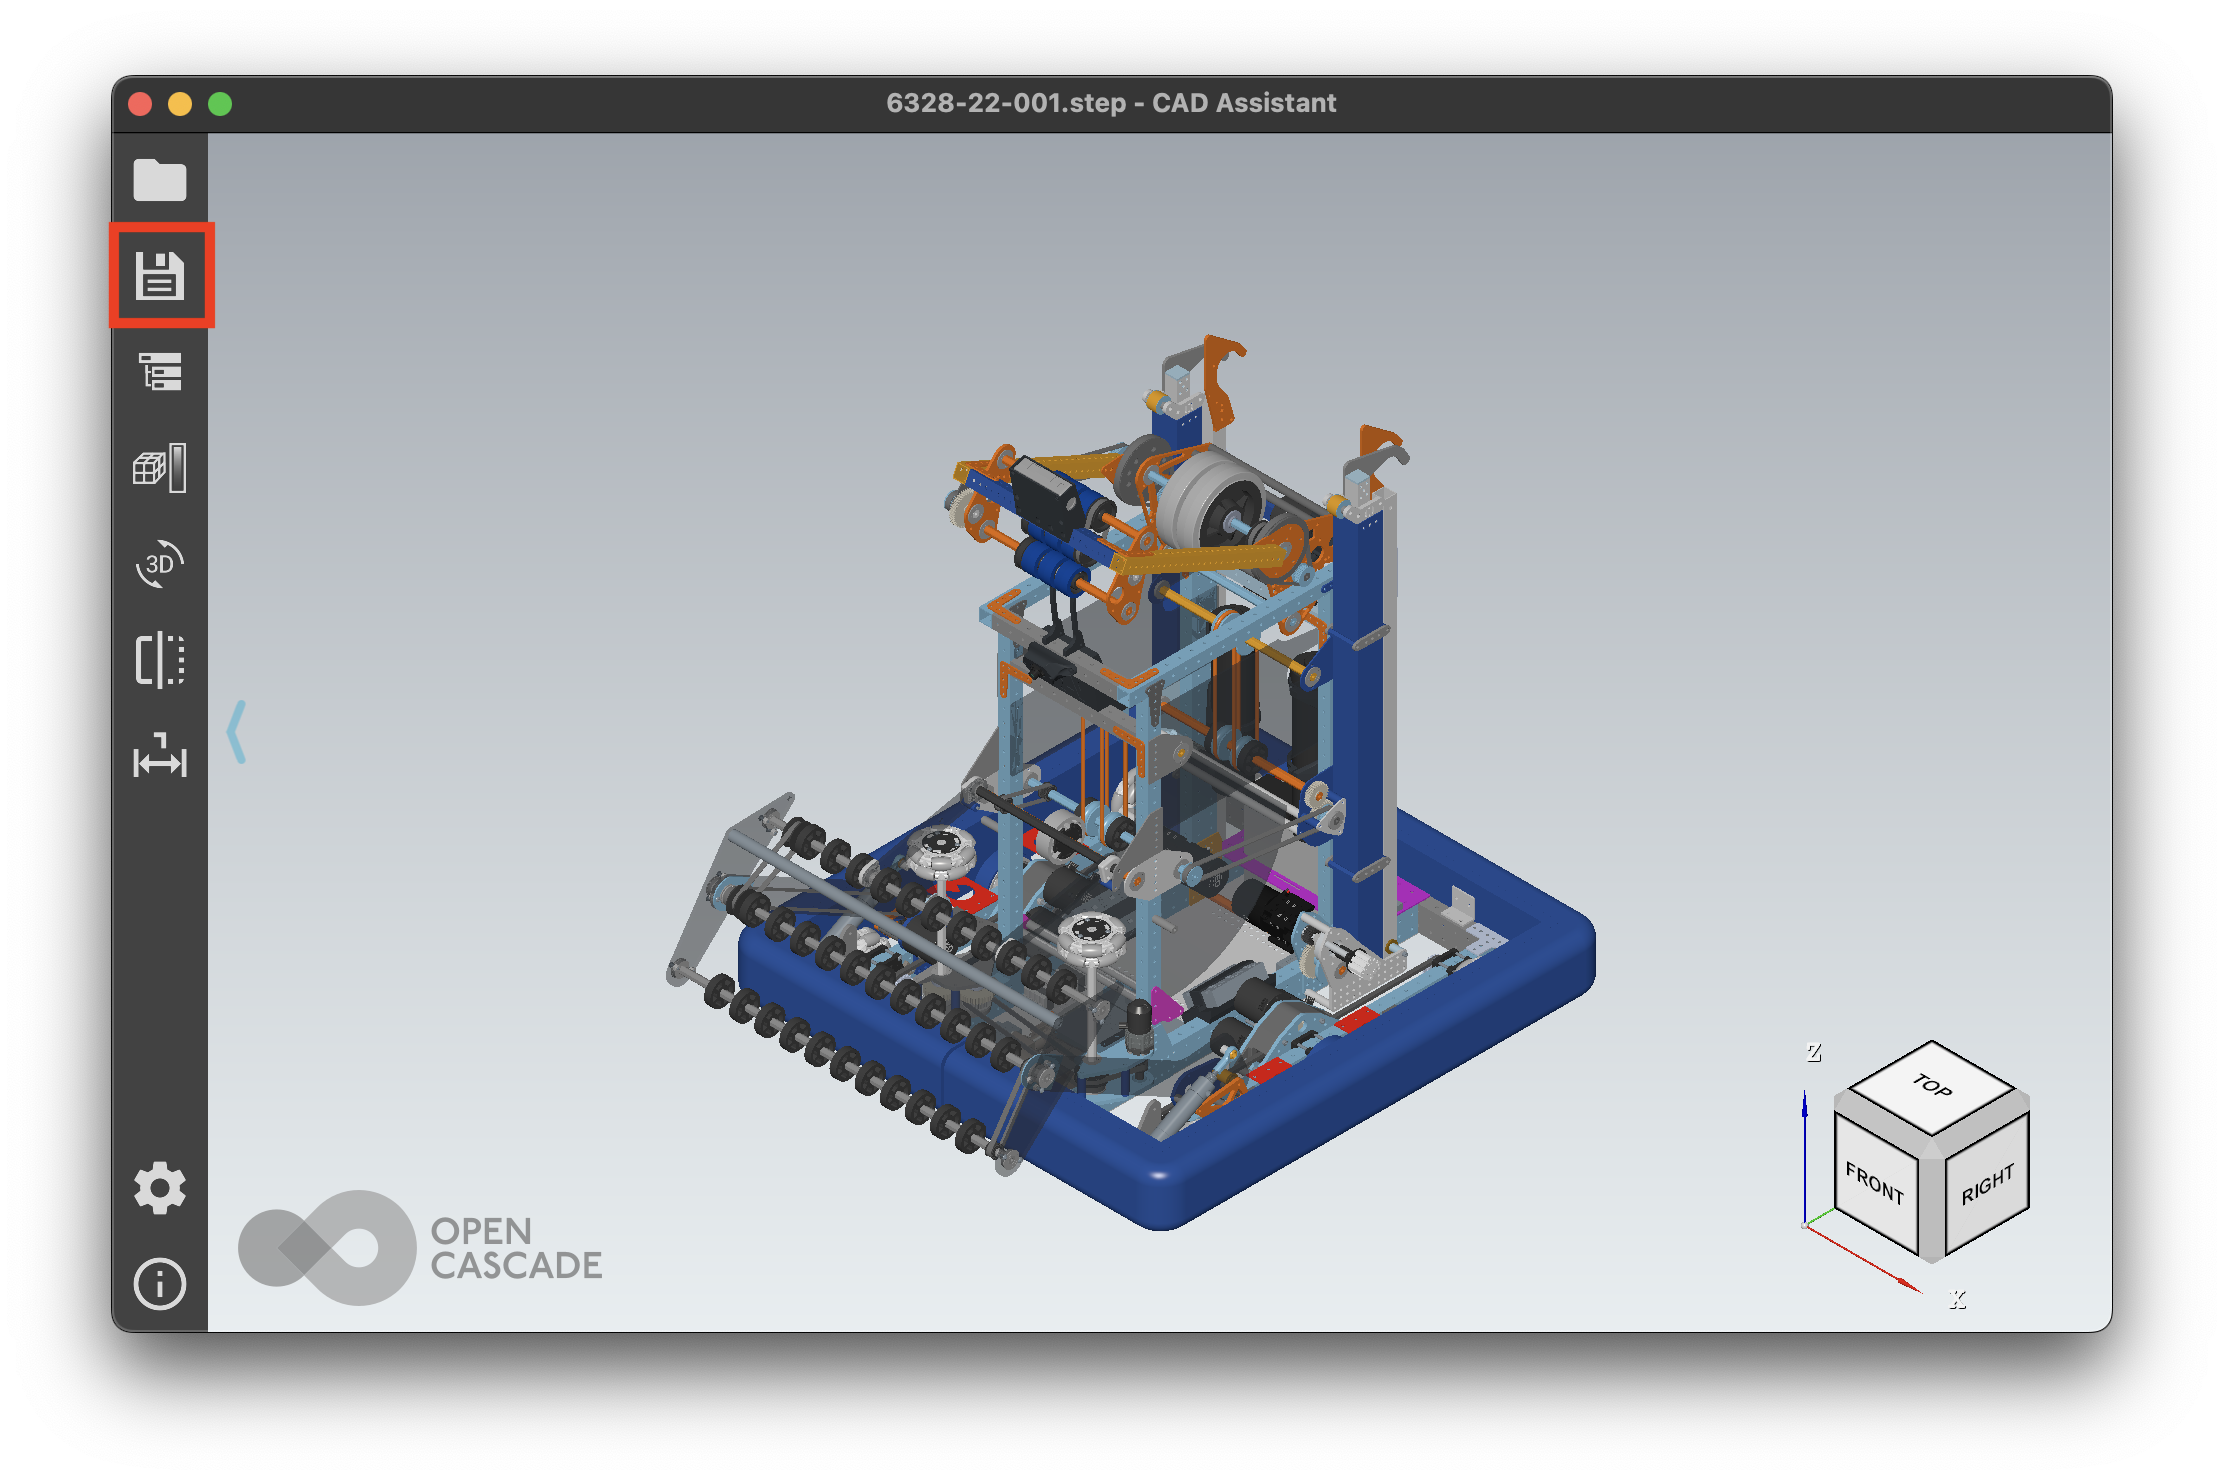 6328-22-001.step - CAD Assistant
3D
OPEN
CASCADE
Z
TOP
FRONT
RIGHT
X